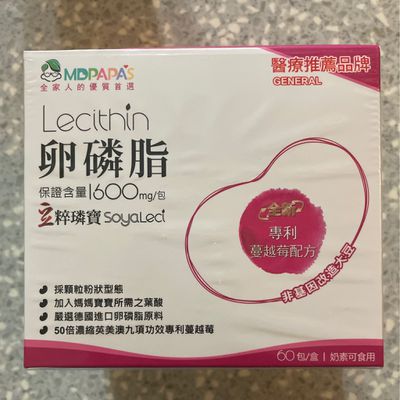 MDPAPA'S
全家人的優質首選
醫療推薦品牌
GENERAL
Lecithin
卵磷脂
保證含量1600mg/包
立粹璘寶 SoyaLect
全新
專利
蔓越莓配方
非基因改造大豆
採顆粒粉狀型態
加入媽媽寶寶所需之葉酸
嚴選德國進口卵磷脂原料
50倍濃縮英美澳九項功效專利蔓越莓
60包/盒 | 奶素可食用